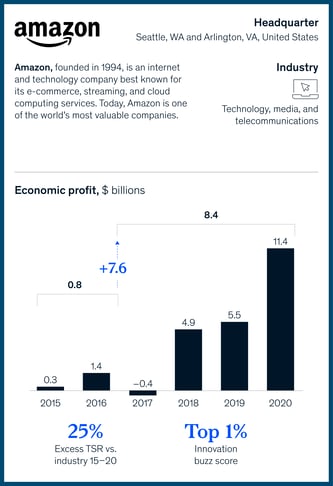 amazon
Headquarter
Seattle, WA and Arlington, VA, United States
Amazon, founded in 1994, is an internet
and technology company best known for
its e-commerce, streaming, and cloud
computing services. Today, Amazon is one
of the world's most valuable companies.
Industry
Technology, media, and
telecommunications
Economic profit, $ billions
8.4
11.4
+7.6
0.8
4.9
5.5
0.3
1.4
–0.4
2015
2016
2017
2018
2019
2020
25%
Excess TSR vs.
industry 15–20
Top 1%
Innovation
buzz score